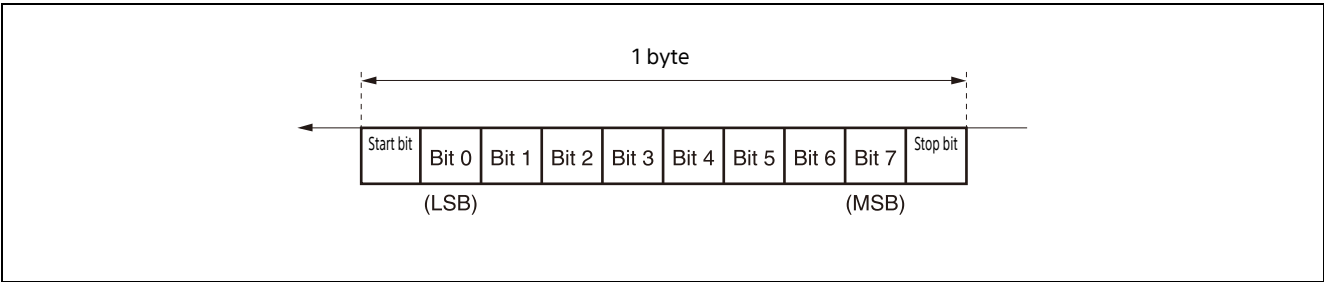 1 byte
Start bit Bit 0 Bit 1 Bit 2 Bit 3 Bit 4 Bit 5 Bit 6 Bit 7 Stop bit
(LSB) (MSB)